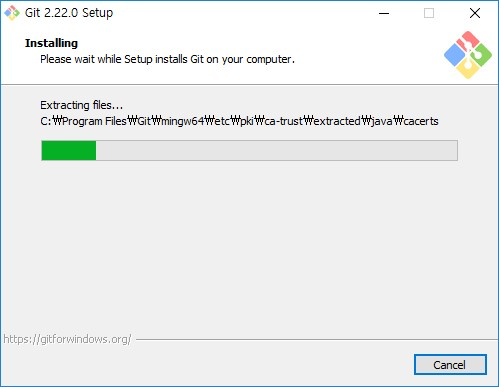 Git 2.22.0 Setup
Installing
Please wait while Setup installs Git on your computer.
Extracting files...
C:₩Program Files₩Git₩mingw64₩etc₩pki₩ca-trust₩extracted₩java₩cacerts
https://gitforwindows.org/
Cancel